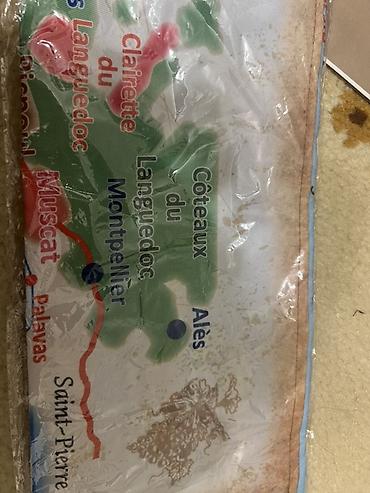 Clairette
du
Languedoc
Côteaux
du
Languedoc
Alès
Montpellier
Muscat
Palavas
Saint-Pierre